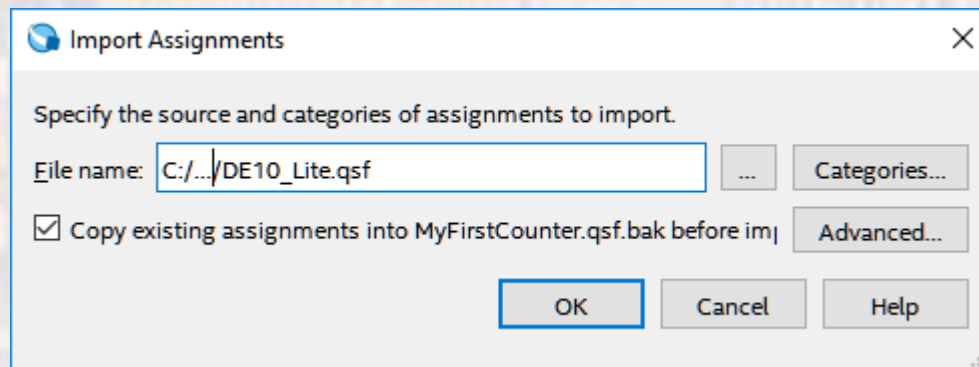 Import Assignments
Specify the source and categories of assignments to import.
File name: C:/.../DE10_Lite.qsf ... Categories...
Copy existing assignments into MyFirstCounter.qsf.bak before imp Advanced...
OK Cancel Help